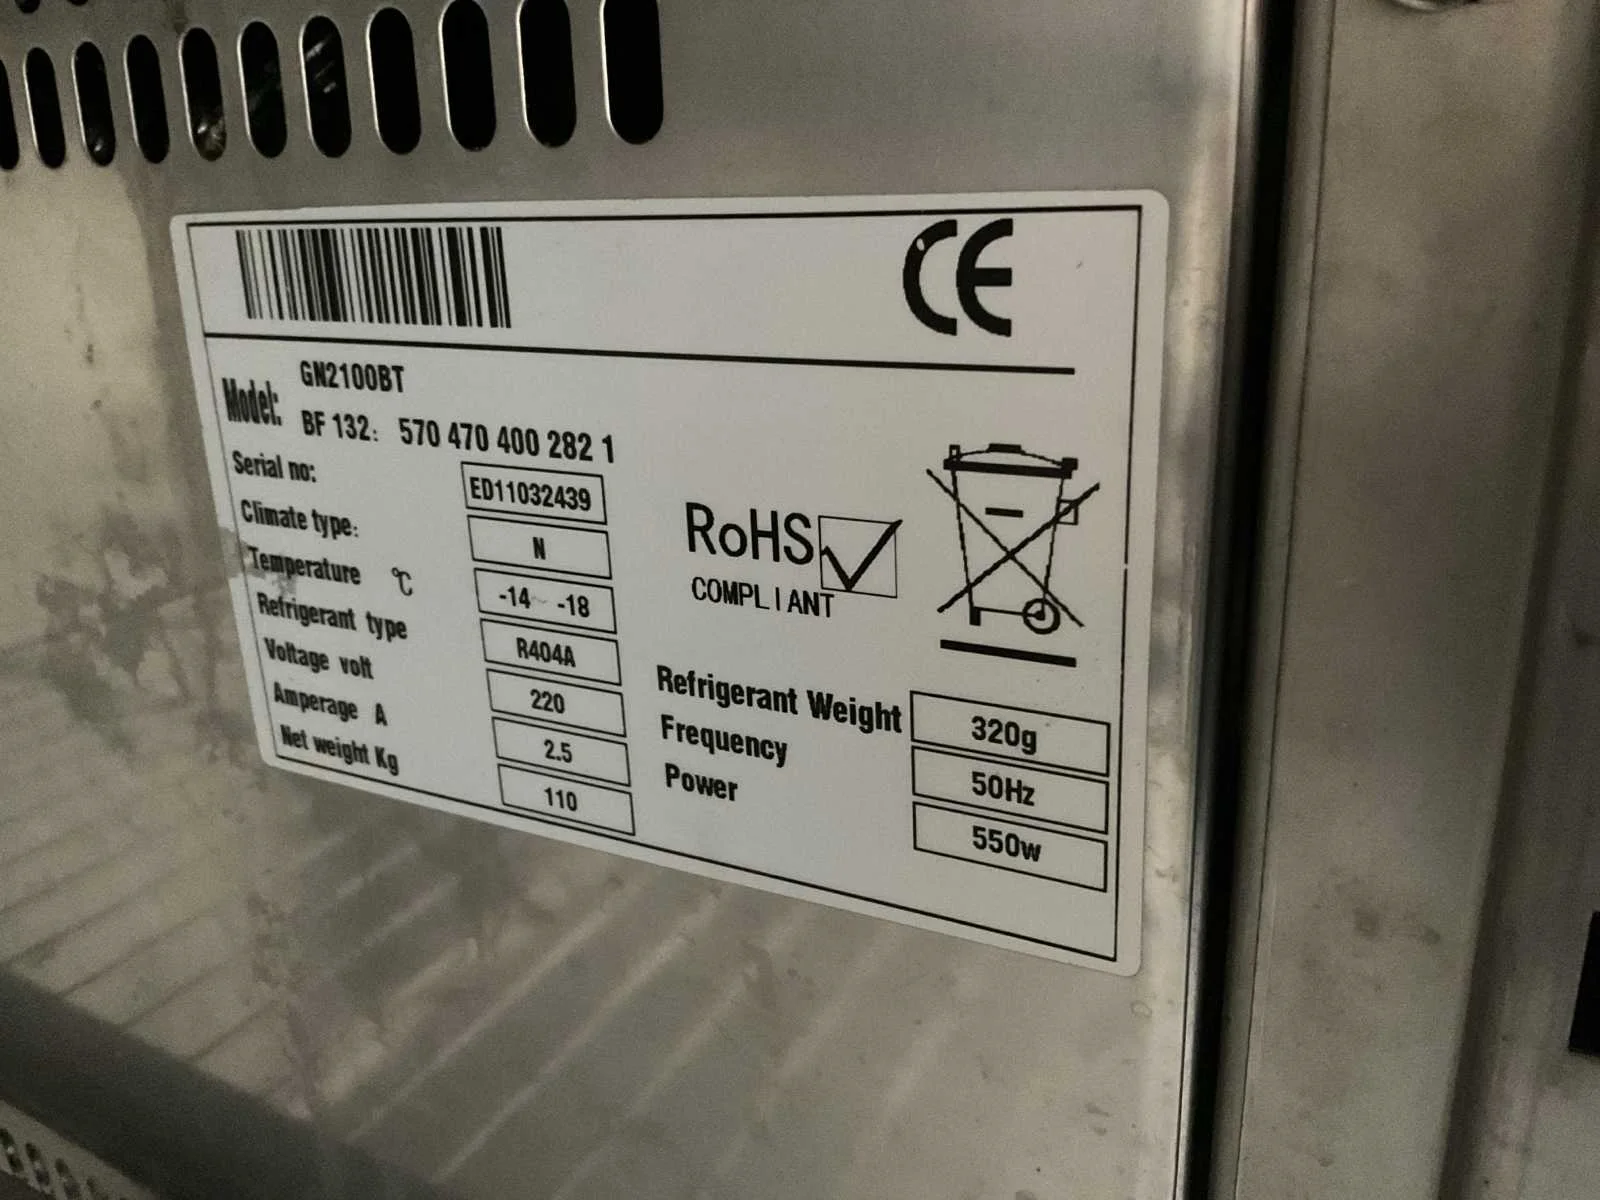 CE
Model: GN2100BT
BF 132: 570 470 400 282 1
Serial no: ED11032439
Climate type: N
Temperature ℃ -14~ -18
Refrigerant type R404A
Voltage volt 220
Amperage A 2.5
Net weight Kg 110
RoHS
COMPLIANT
Refrigerant Weight 320g
Frequency 50Hz
Power 550w